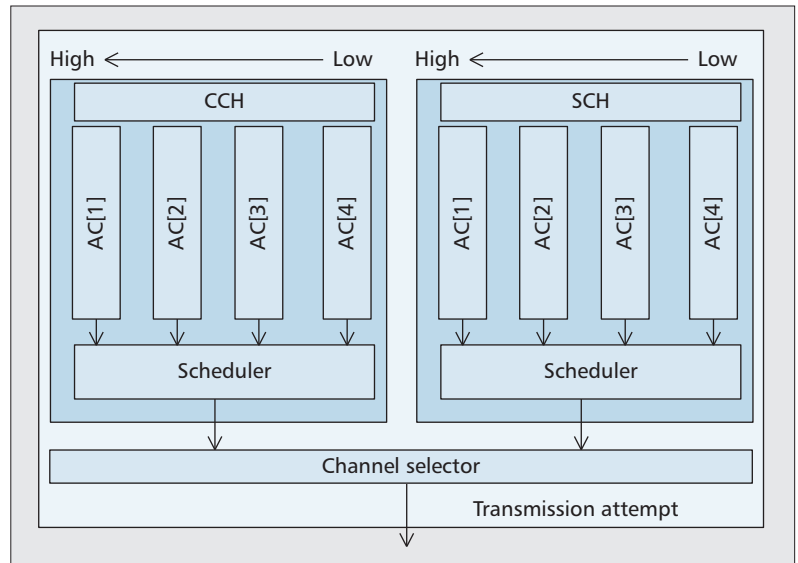 High Low
High Low
CCH
SCH
AC[1]
AC[2]
AC[3]
AC[4]
AC[1]
AC[2]
AC[3]
AC[4]
Scheduler
Scheduler
Channel selector
Transmission attempt